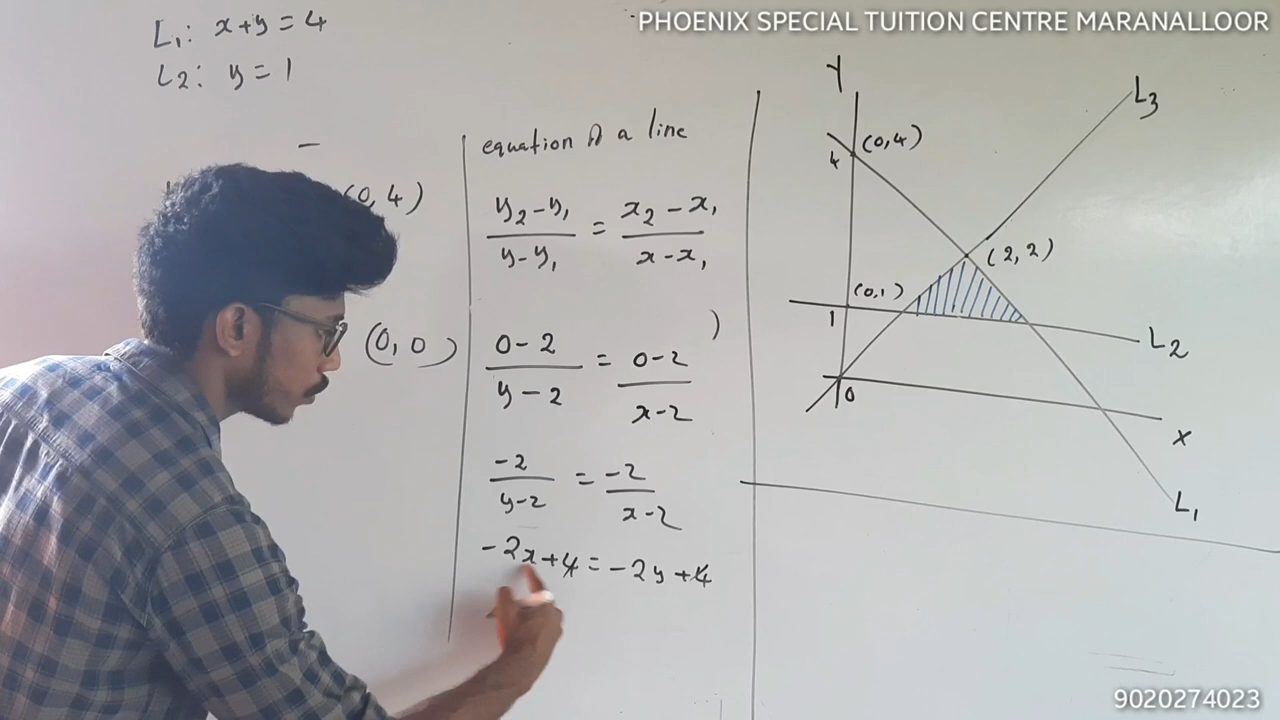 PHOENIX SPECIAL TUITION CENTRE MARANALLOOR
L₁: x+y=4
L₂: y=1
(0,4)
(0,0)
equation of a line
y₂-y₁/y-y₁ = x₂-x₁/x-x₁
0-2/y-2 = 0-2/x-2
-2/y-2 = -2/x-2
-2x+4=-2y+4
Y
L₃
4
(0,4)
(2,2)
(0,1)
1
L₂
0
X
L₁
9020274023